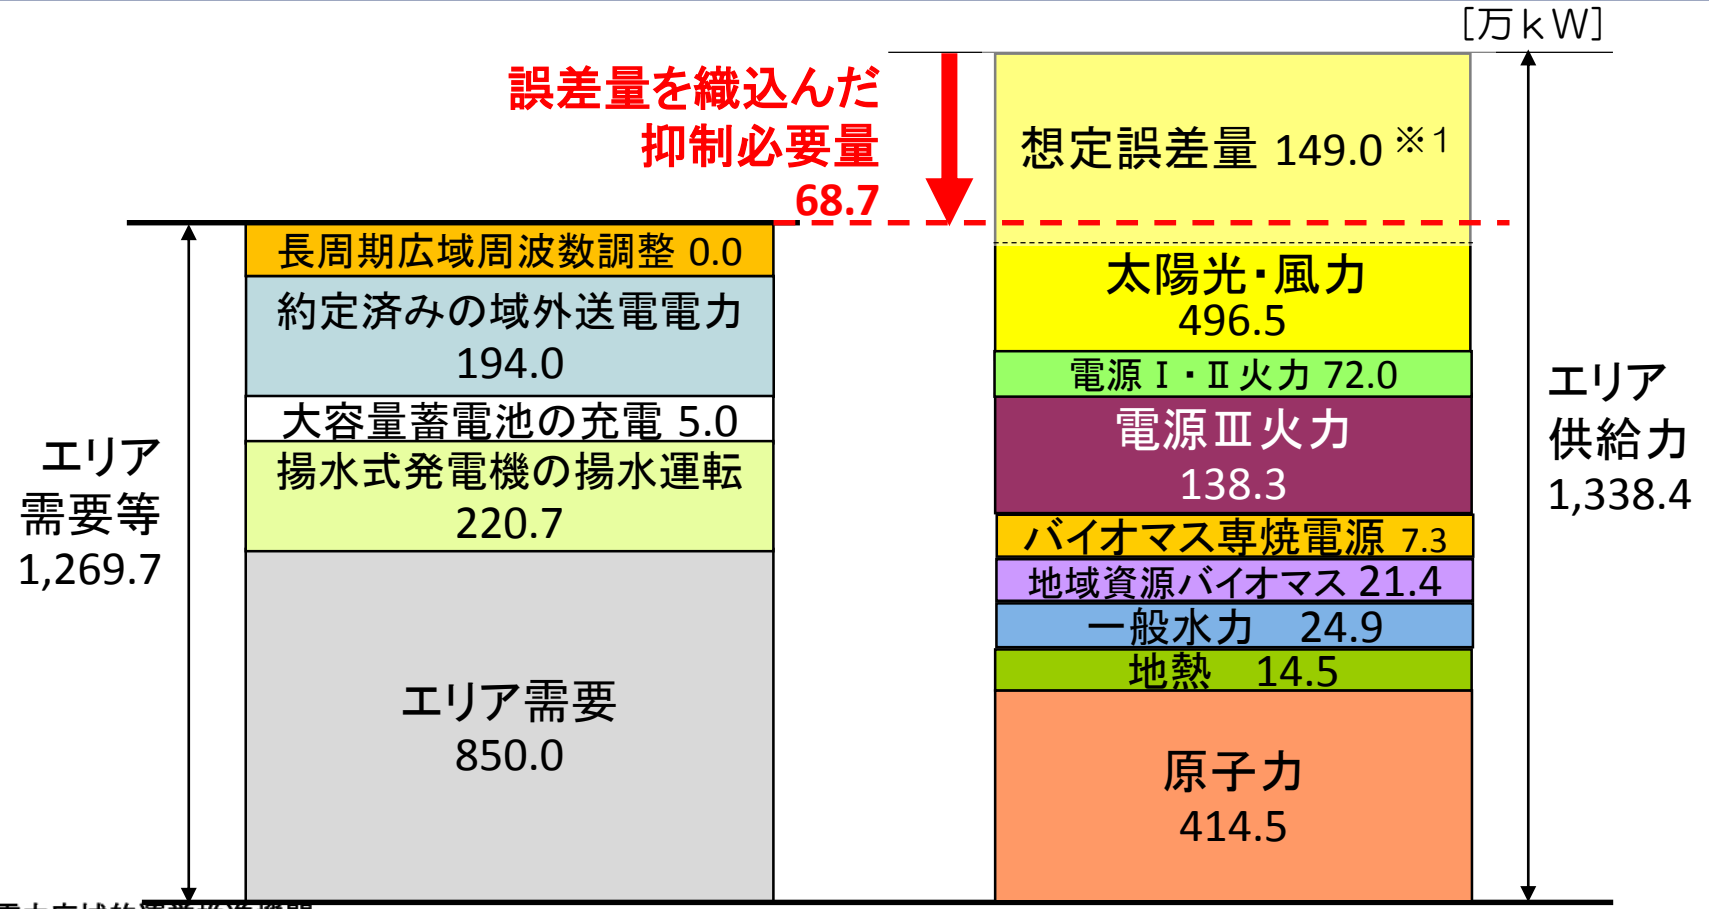 [万kW]
誤差量を織込んだ
抑制必要量
68.7
長周期広域周波数調整 0.0
約定済みの域外送電電力
194.0
大容量蓄電池の充電 5.0
揚水式発電機の揚水運転
220.7
エリア需要
850.0
エリア
需要等
1,269.7
想定誤差量 149.0 ※1
太陽光・風力
496.5
電源Ⅰ・Ⅱ火力 72.0
電源Ⅲ火力
138.3
バイオマス専焼電源 7.3
地域資源バイオマス 21.4
一般水力 24.9
地熱 14.5
原子力
414.5
エリア
供給力
1,338.4